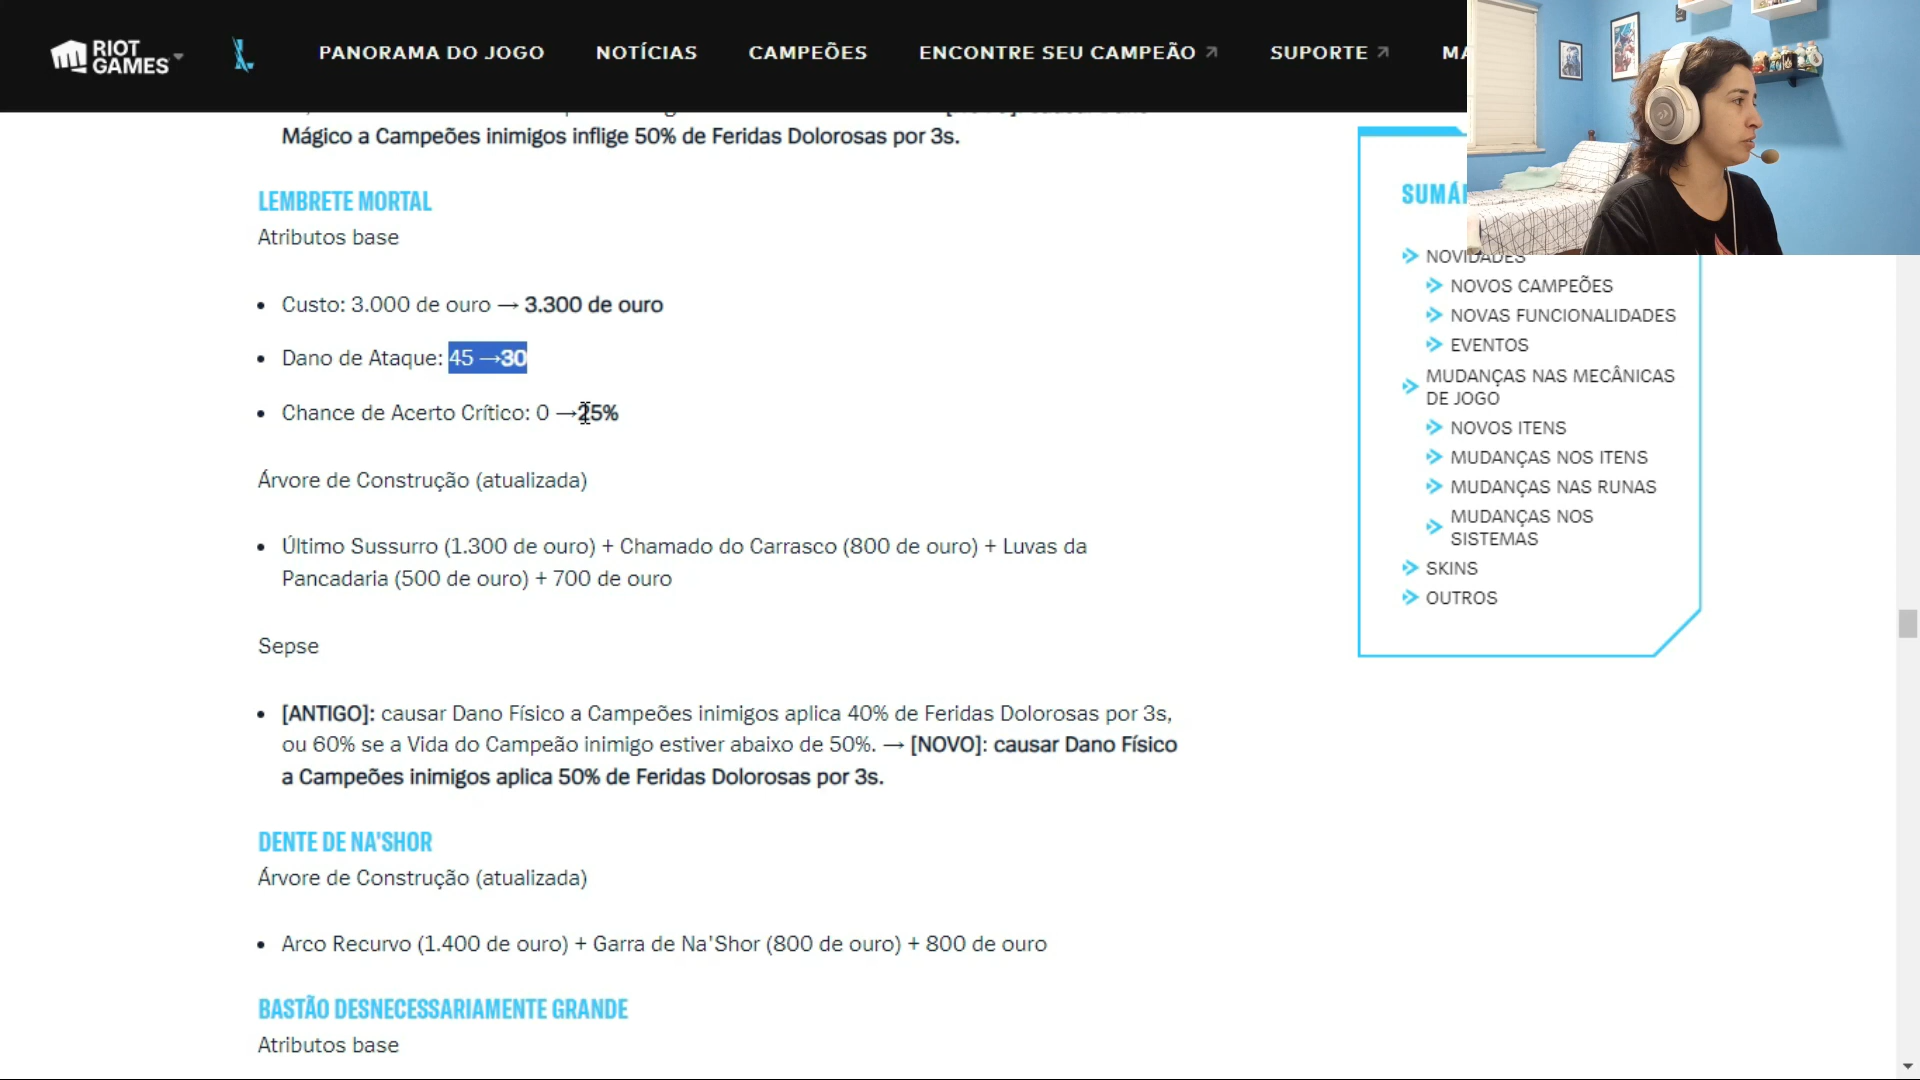 RIOT GAMES
PANORAMA DO JOGO
NOTÍCIAS
CAMPEÕES
ENCONTRE SEU CAMPEÃO
SUPORTE
Mágico a Campeões inimigos inflige 50% de Feridas Dolorosas por 3s.
LEMBRETE MORTAL
Atributos base
• Custo: 3.000 de ouro → 3.300 de ouro
• Dano de Ataque: 45 →30
• Chance de Acerto Crítico: 0 →25%
Árvore de Construção (atualizada)
• Último Sussurro (1.300 de ouro) + Chamado do Carrasco (800 de ouro) + Luvas da
Pancadaria (500 de ouro) + 700 de ouro
Sepse
• [ANTIGO]: causar Dano Físico a Campeões inimigos aplica 40% de Feridas Dolorosas por 3s,
ou 60% se a Vida do Campeão inimigo estiver abaixo de 50%. → [NOVO]: causar Dano Físico
a Campeões inimigos aplica 50% de Feridas Dolorosas por 3s.
DENTE DE NA'SHOR
Árvore de Construção (atualizada)
• Arco Recurvo (1.400 de ouro) + Garra de Na'Shor (800 de ouro) + 800 de ouro
BASTÃO DESNECESSARIAMENTE GRANDE
Atributos base
NOVIDADES
NOVOS CAMPEÕES
NOVAS FUNCIONALIDADES
EVENTOS
MUDANÇAS NAS MECÂNICAS
DE JOGO
NOVOS ITENS
MUDANÇAS NOS ITENS
MUDANÇAS NAS RUNAS
MUDANÇAS NOS
SISTEMAS
SKINS
OUTROS